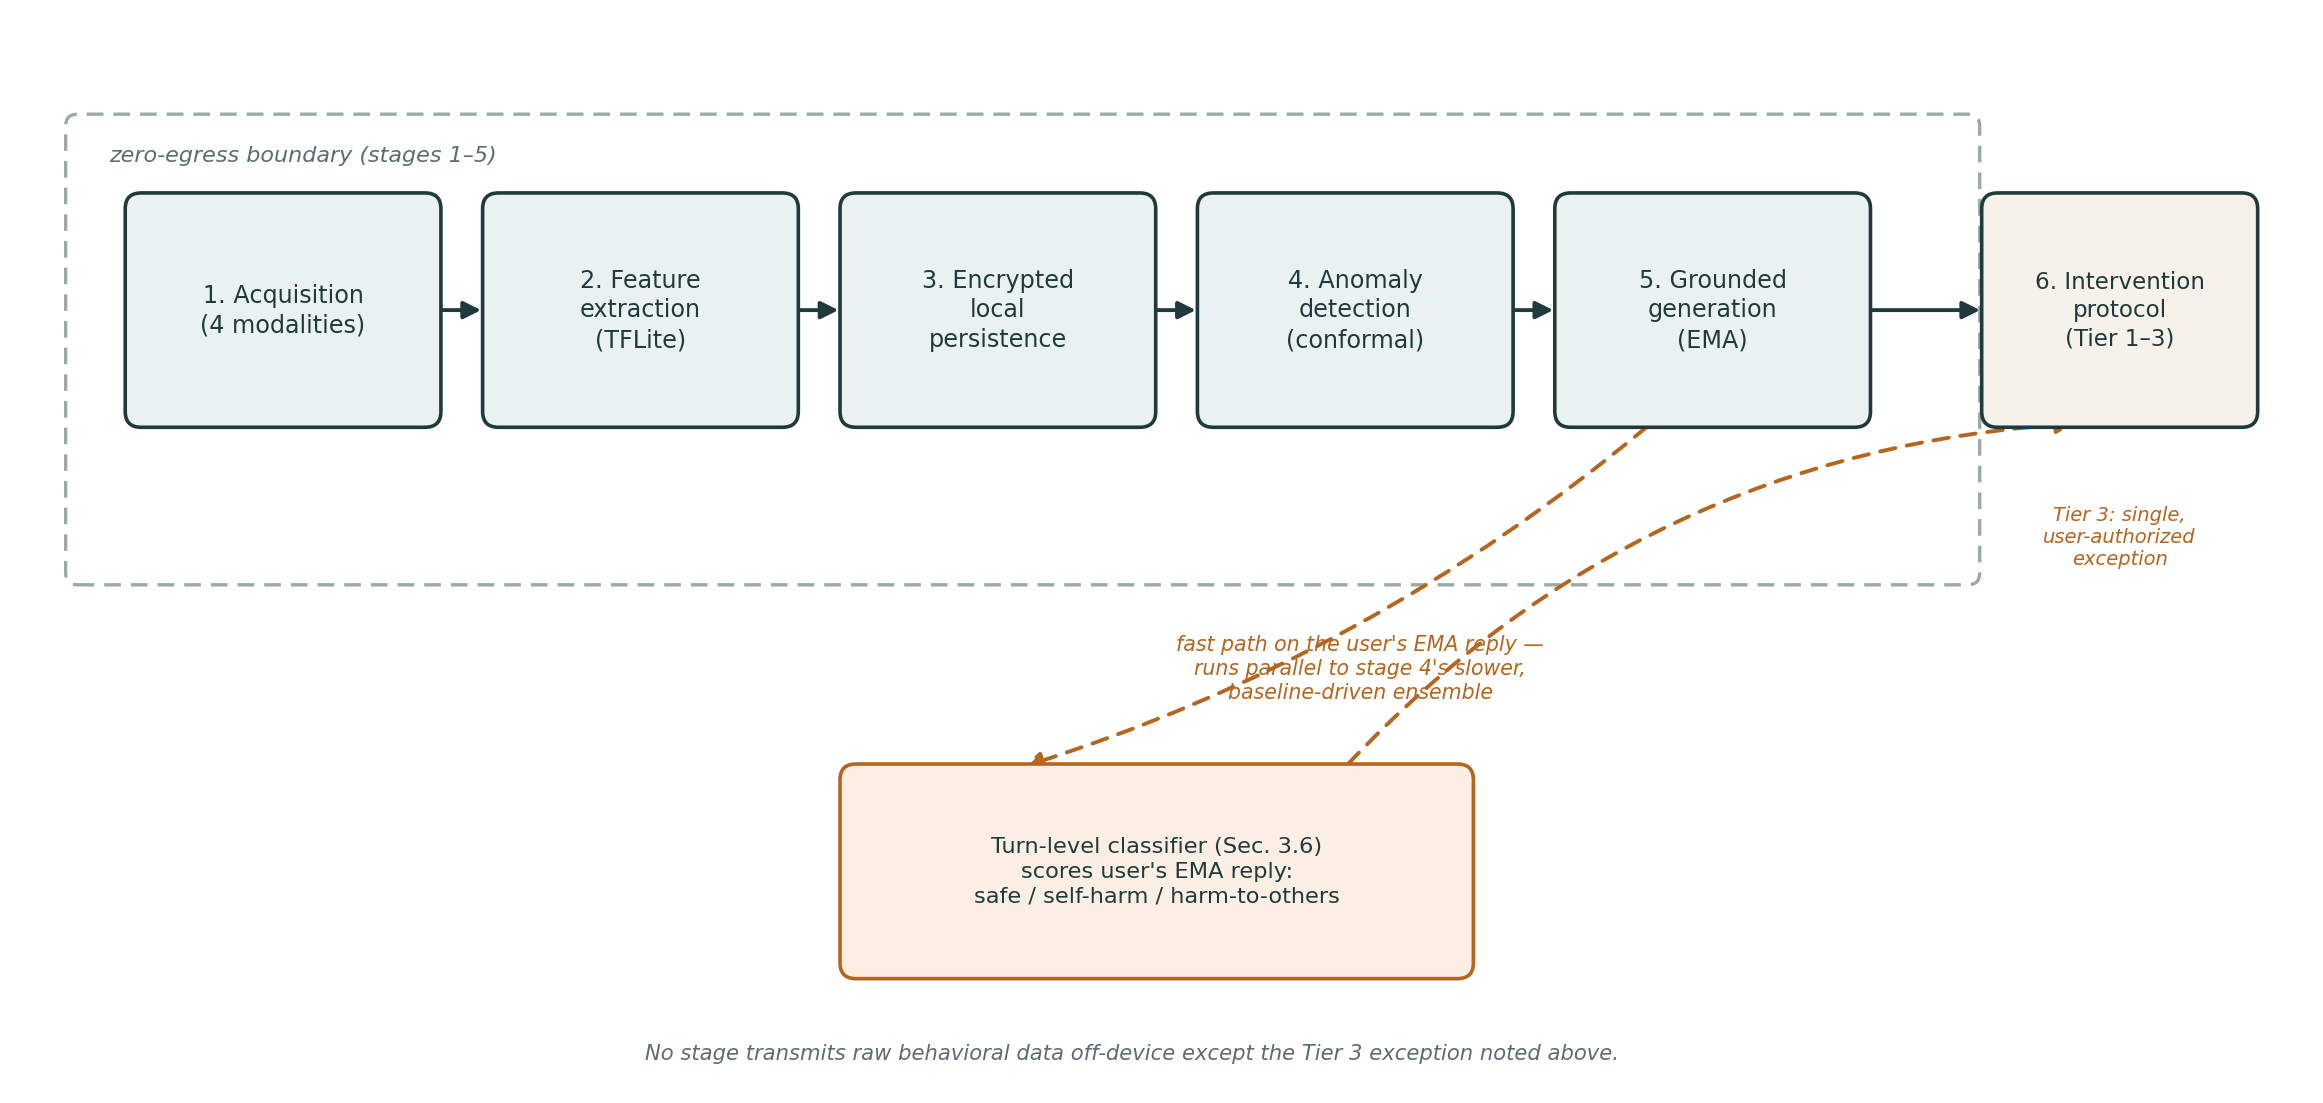 zero-egress boundary (stages 1–5)
1. Acquisition
(4 modalities)
2. Feature
extraction
(TFLite)
3. Encrypted
local
persistence
4. Anomaly
detection
(conformal)
5. Grounded
generation
(EMA)
6. Intervention
protocol
(Tier 1–3)
Tier 3: single,
user-authorized
exception
fast path on the user's EMA reply —
runs parallel to stage 4's slower,
baseline-driven ensemble
Turn-level classifier (Sec. 3.6)
scores user's EMA reply:
safe / self-harm / harm-to-others
No stage transmits raw behavioral data off-device except the Tier 3 exception noted above.